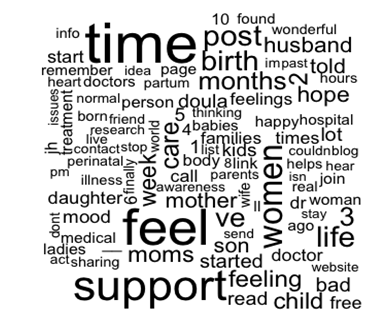 10 found
info time post wonderful
husband
start birth impast told
remember idea page months 2 hours
heart doctors partum hope
issues treatment normal person doula feelings
born friend 5 thinking happy hospital
research world care 4 babies
jh live families times lot
contact stop 1 list kids couldn blog
perinatal body 8 link helps hear
pm illness week call parents women isn join
finally awareness real
daughter 6 mother wife ll dr woman
dont mood feel ve stay 3
medical send ago life
ladies — moms son doctor
act sharing started website
support feeling bad
read child free